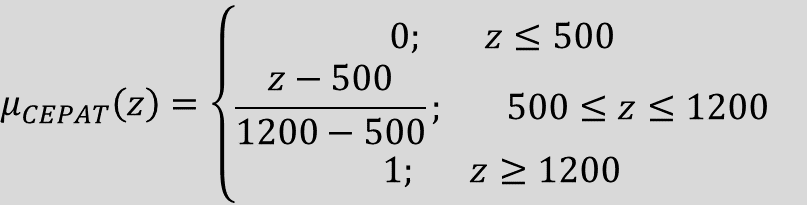 0; z ≤ 500
μ_CEPAT(z) = { (z − 500)/(1200 − 500); 500 ≤ z ≤ 1200
1; z ≥ 1200